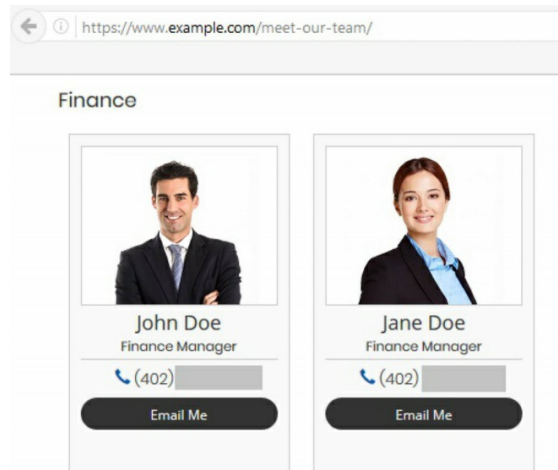 https://www.example.com/meet-our-team/
Finance
John Doe
Finance Manager
(402)
Email Me
Jane Doe
Finance Manager
(402)
Email Me